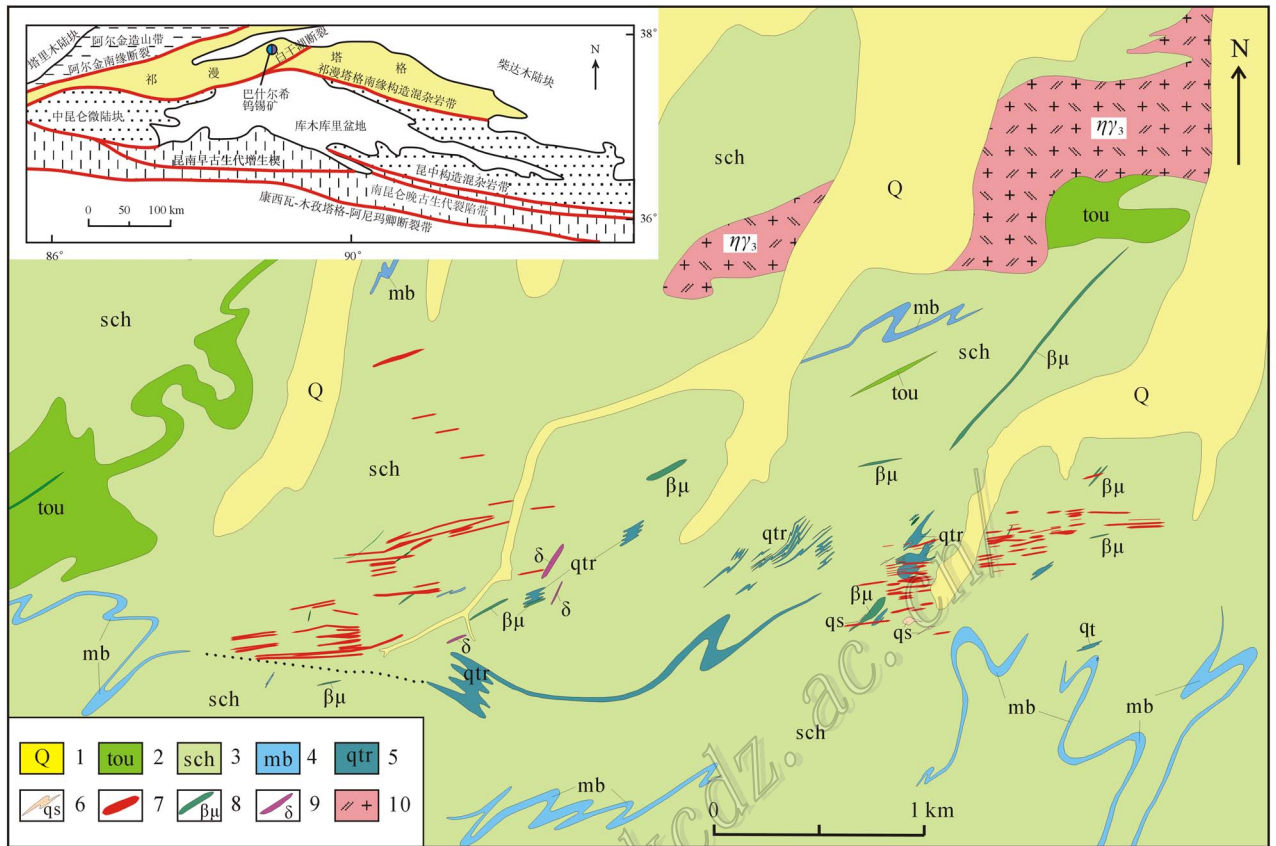 塔里木陆块
阿尔金造山带
阿尔金南缘断裂
白干湖断裂
祁 漫 塔 格
祁漫塔格南缘构造混杂岩带
柴达木陆块
N
38°
巴什尔希
钨锡矿
中昆仑微陆块
库木库里盆地
昆南早古生代增生楔
昆中构造混杂岩带
南昆仑晚古生代裂陷带
康西瓦-木孜塔格-阿尼玛卿断裂带
0 50 100 km
36°
86° 90°
N
ηγ3
sch
Q
tou
ηγ3
mb
sch
mb
sch
βμ
tou
Q
Q
sch
βμ
βμ
βμ
tou
qtr
qtr
qtr
δ
βμ
βμ
δ
βμ
qs
qs
qt
δ
mb
qtr
sch
βμ
mb
mb
sch
mb
Q 1 tou 2 sch 3 mb 4 qtr 5
qs 6 7 βμ 8 δ 9 10
0 1 km
kcdz.ac.cn/